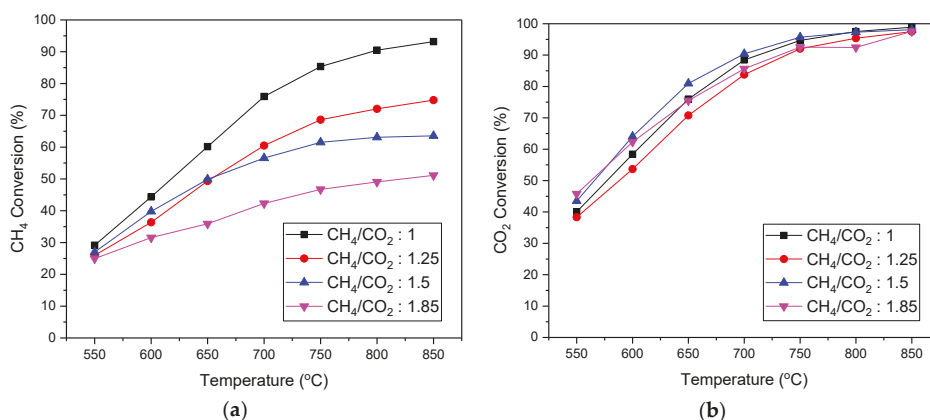 100
90
80
70
60
50
40
30
20
10
0
CH₄ Conversion (%)
CH₄/CO₂ : 1
CH₄/CO₂ : 1.25
CH₄/CO₂ : 1.5
CH₄/CO₂ : 1.85
550 600 650 700 750 800 850
Temperature (ºC)
(a)
100
90
80
70
60
50
40
30
20
10
0
CO₂ Conversion (%)
CH₄/CO₂ : 1
CH₄/CO₂ : 1.25
CH₄/CO₂ : 1.5
CH₄/CO₂ : 1.85
550 600 650 700 750 800 850
Temperature (ºC)
(b)